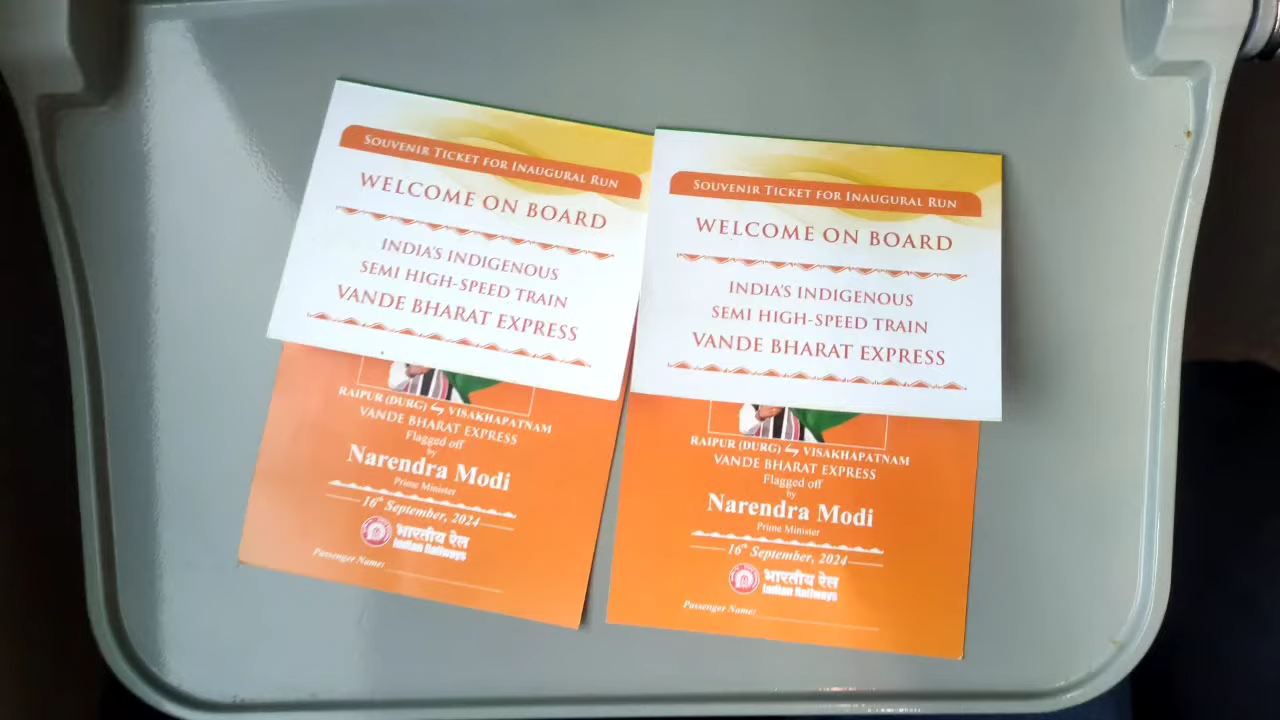 SOUVENIR TICKET FOR INAUGURAL RUN
WELCOME ON BOARD
INDIA'S INDIGENOUS
SEMI HIGH-SPEED TRAIN
VANDE BHARAT EXPRESS
RAIPUR (DURG) ⇋ VISAKHAPATNAM
VANDE BHARAT EXPRESS
Flagged off
by
Narendra Modi
Prime Minister
16th September, 2024
भारतीय रेल
Indian Railways
Passenger Name:
SOUVENIR TICKET FOR INAUGURAL RUN
WELCOME ON BOARD
INDIA'S INDIGENOUS
SEMI HIGH-SPEED TRAIN
VANDE BHARAT EXPRESS
RAIPUR (DURG) ⇋ VISAKHAPATNAM
VANDE BHARAT EXPRESS
Flagged off
by
Narendra Modi
Prime Minister
16th September, 2024
भारतीय रेल
Indian Railways
Passenger Name: